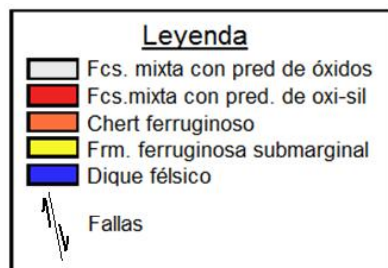 Leyenda
Fcs. mixta con pred de óxidos
Fcs.mixta con pred. de oxi-sil
Chert ferruginoso
Frm. ferruginosa submarginal
Dique félsico
Fallas